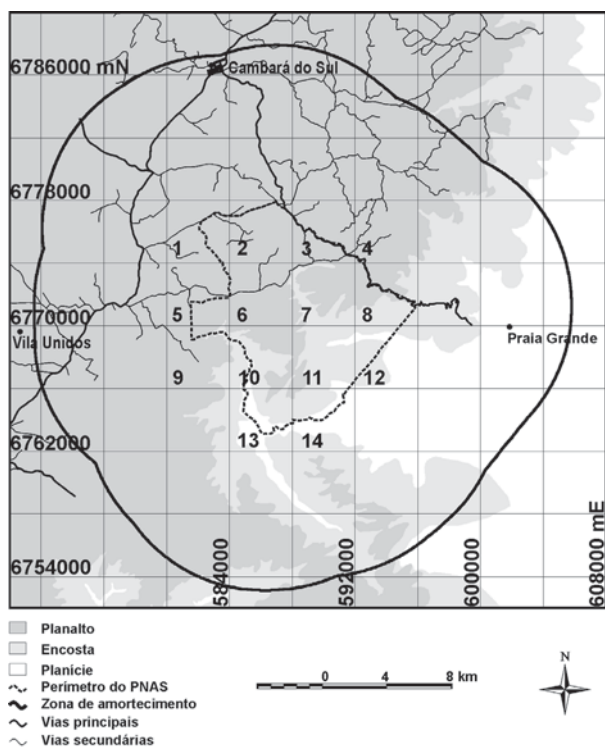 6786000 mN
Cambará do Sul
6778000
1 2 3 4
5 6 7 8
6770000
Vila Unidos
Praia Grande
9 10 11 12
6762000
13 14
6754000
584000
592000
600000
608000 mE
Planalto
Encosta
Planície
Perímetro do PNAS
Zona de amortecimento
Vias principais
Vias secundárias
0 4 8 km
N